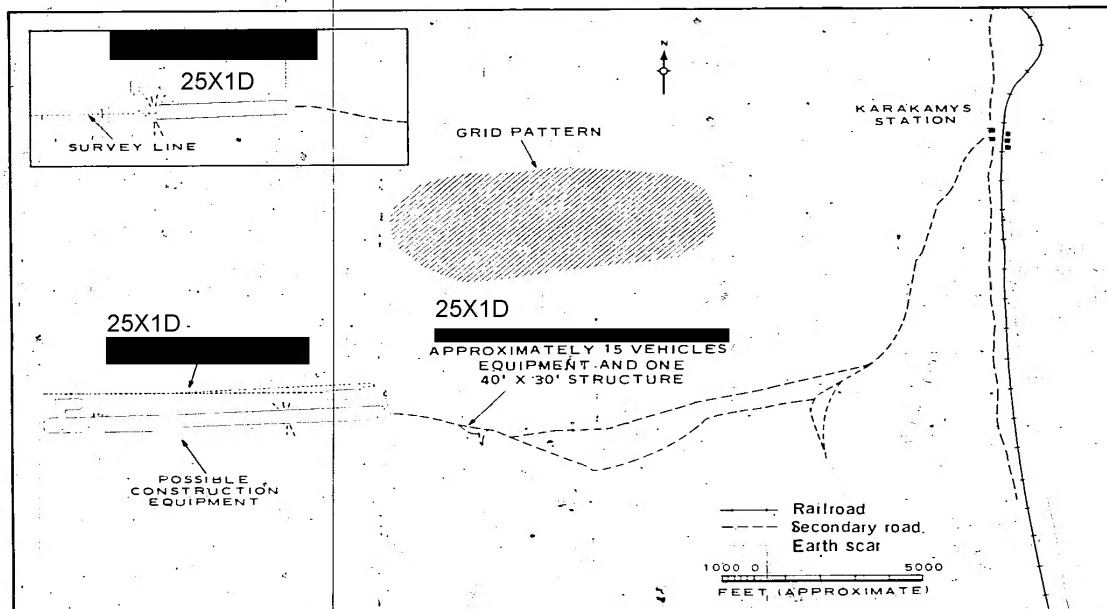 25X1D
SURVEY LINE
N
KARAKAMYS
STATION
GRID PATTERN
25X1D
25X1D
APPROXIMATELY 15 VEHICLES
EQUIPMENT AND ONE
40' X 30' STRUCTURE
POSSIBLE
CONSTRUCTION
EQUIPMENT
Railroad
Secondary road
Earth scar
1000 0 5000
FEET (APPROXIMATE)